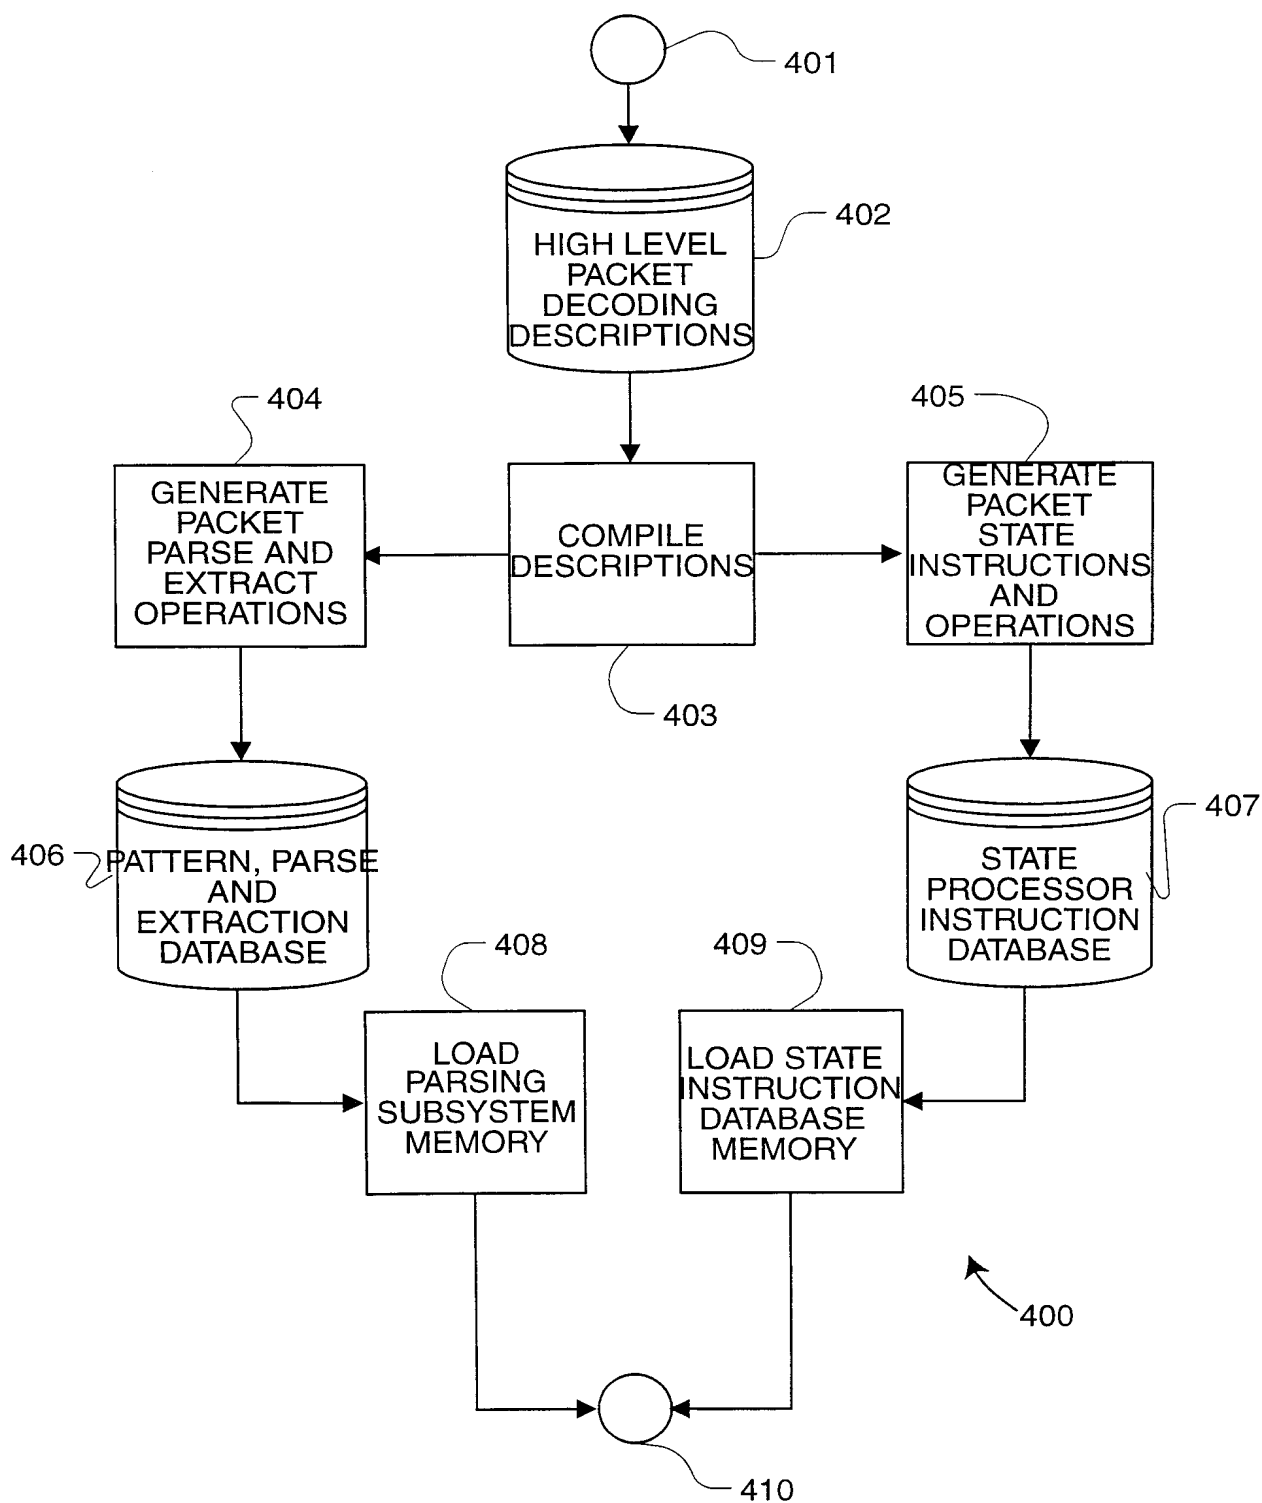 401
402
HIGH LEVEL
PACKET
DECODING
DESCRIPTIONS
404
405
GENERATE
PACKET
PARSE AND
EXTRACT
OPERATIONS
COMPILE
DESCRIPTIONS
GENERATE
PACKET
STATE
INSTRUCTIONS
AND
OPERATIONS
403
406
PATTERN, PARSE
AND
EXTRACTION
DATABASE
407
STATE
PROCESSOR
INSTRUCTION
DATABASE
408
409
LOAD
PARSING
SUBSYSTEM
MEMORY
LOAD STATE
INSTRUCTION
DATABASE
MEMORY
400
410